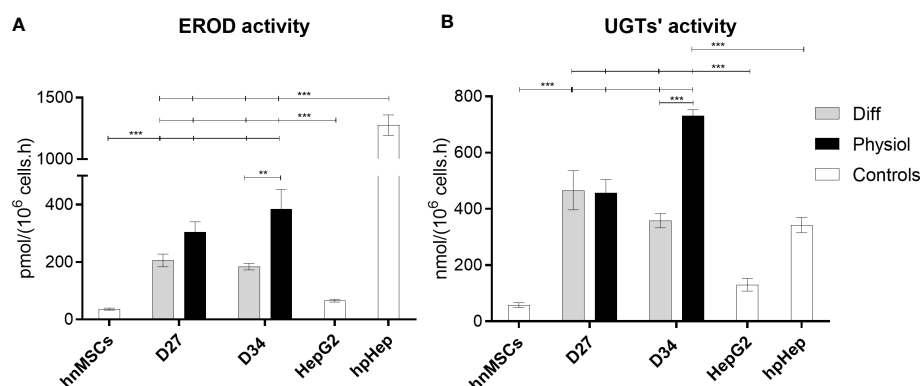 A
EROD activity
pmol/(10⁶ cells.h)
1500
1000
400
200
0
***
***
***
**
hnMSCs
D27
D34
HepG2
hpHep
B
UGTs' activity
nmol/(10⁶ cells.h)
800
600
400
200
0
***
***
***
***
hnMSCs
D27
D34
HepG2
hpHep
Diff
Physiol
Controls